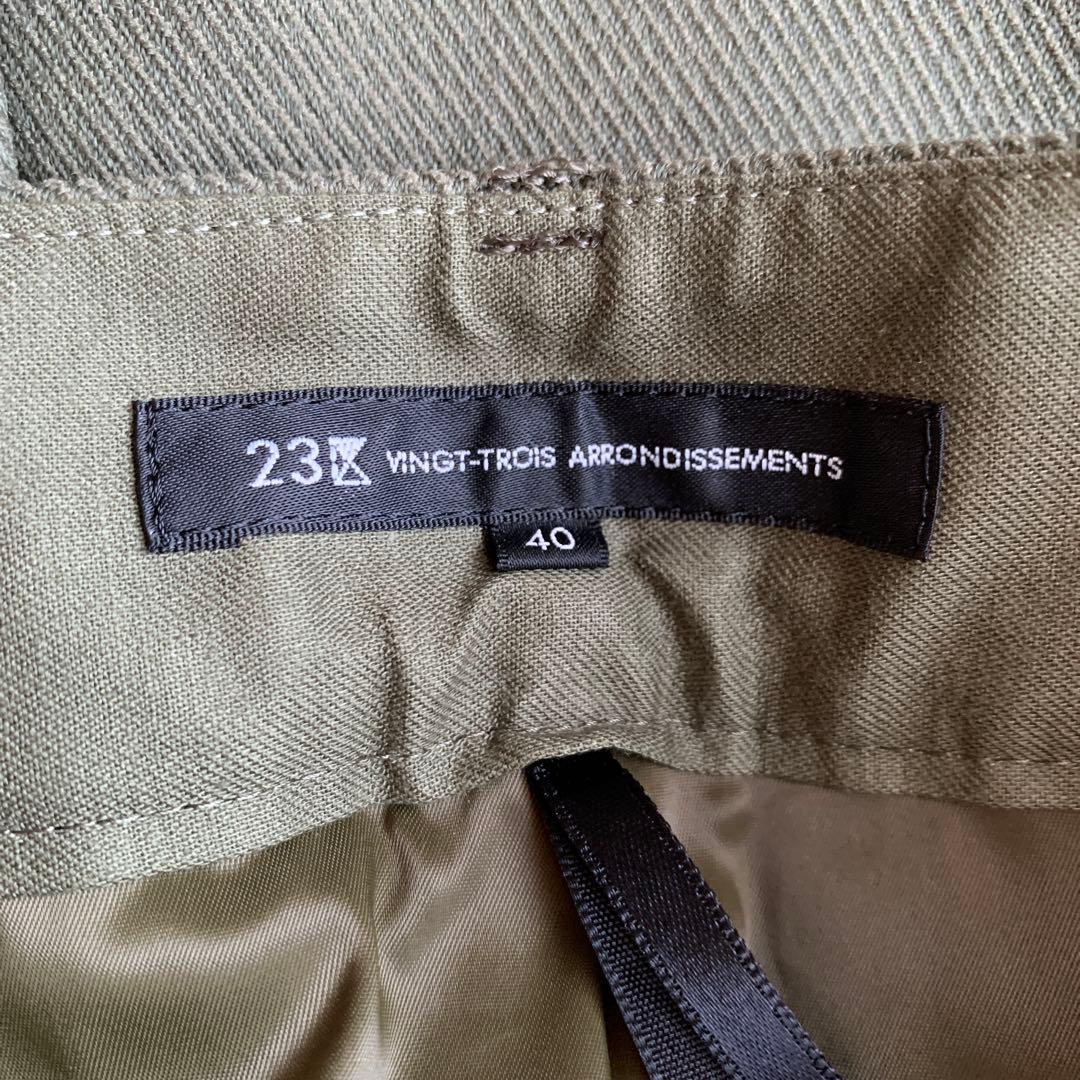 23区 VINGT-TROIS ARRONDISSEMENTS
40